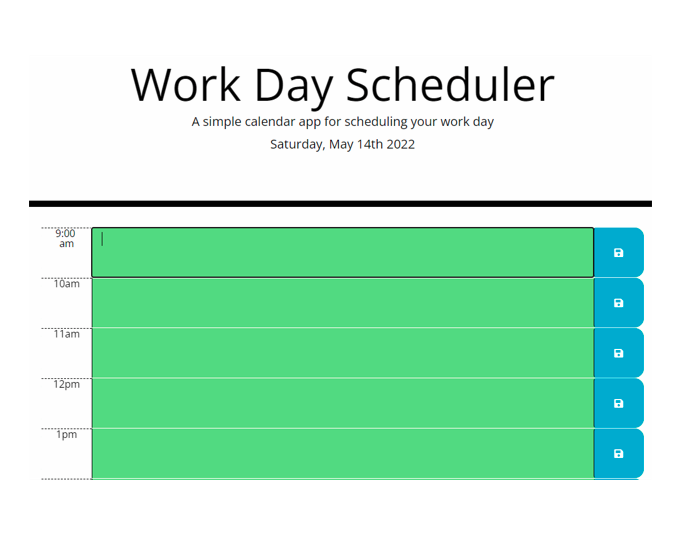 Work Day Scheduler
A simple calendar app for scheduling your work day
Saturday, May 14th 2022
9:00
am
10am
11am
12pm
1pm